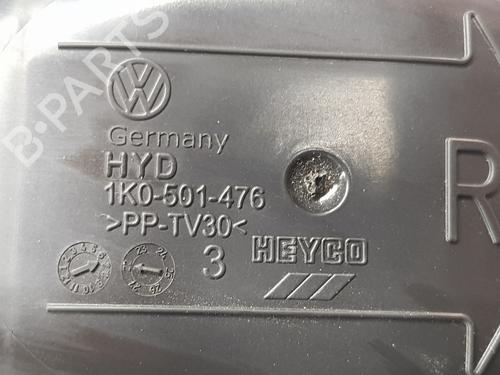 B-PARTS
Germany
HYD
1K0-501-476
>PP-TV30<
3
HEYCO
R